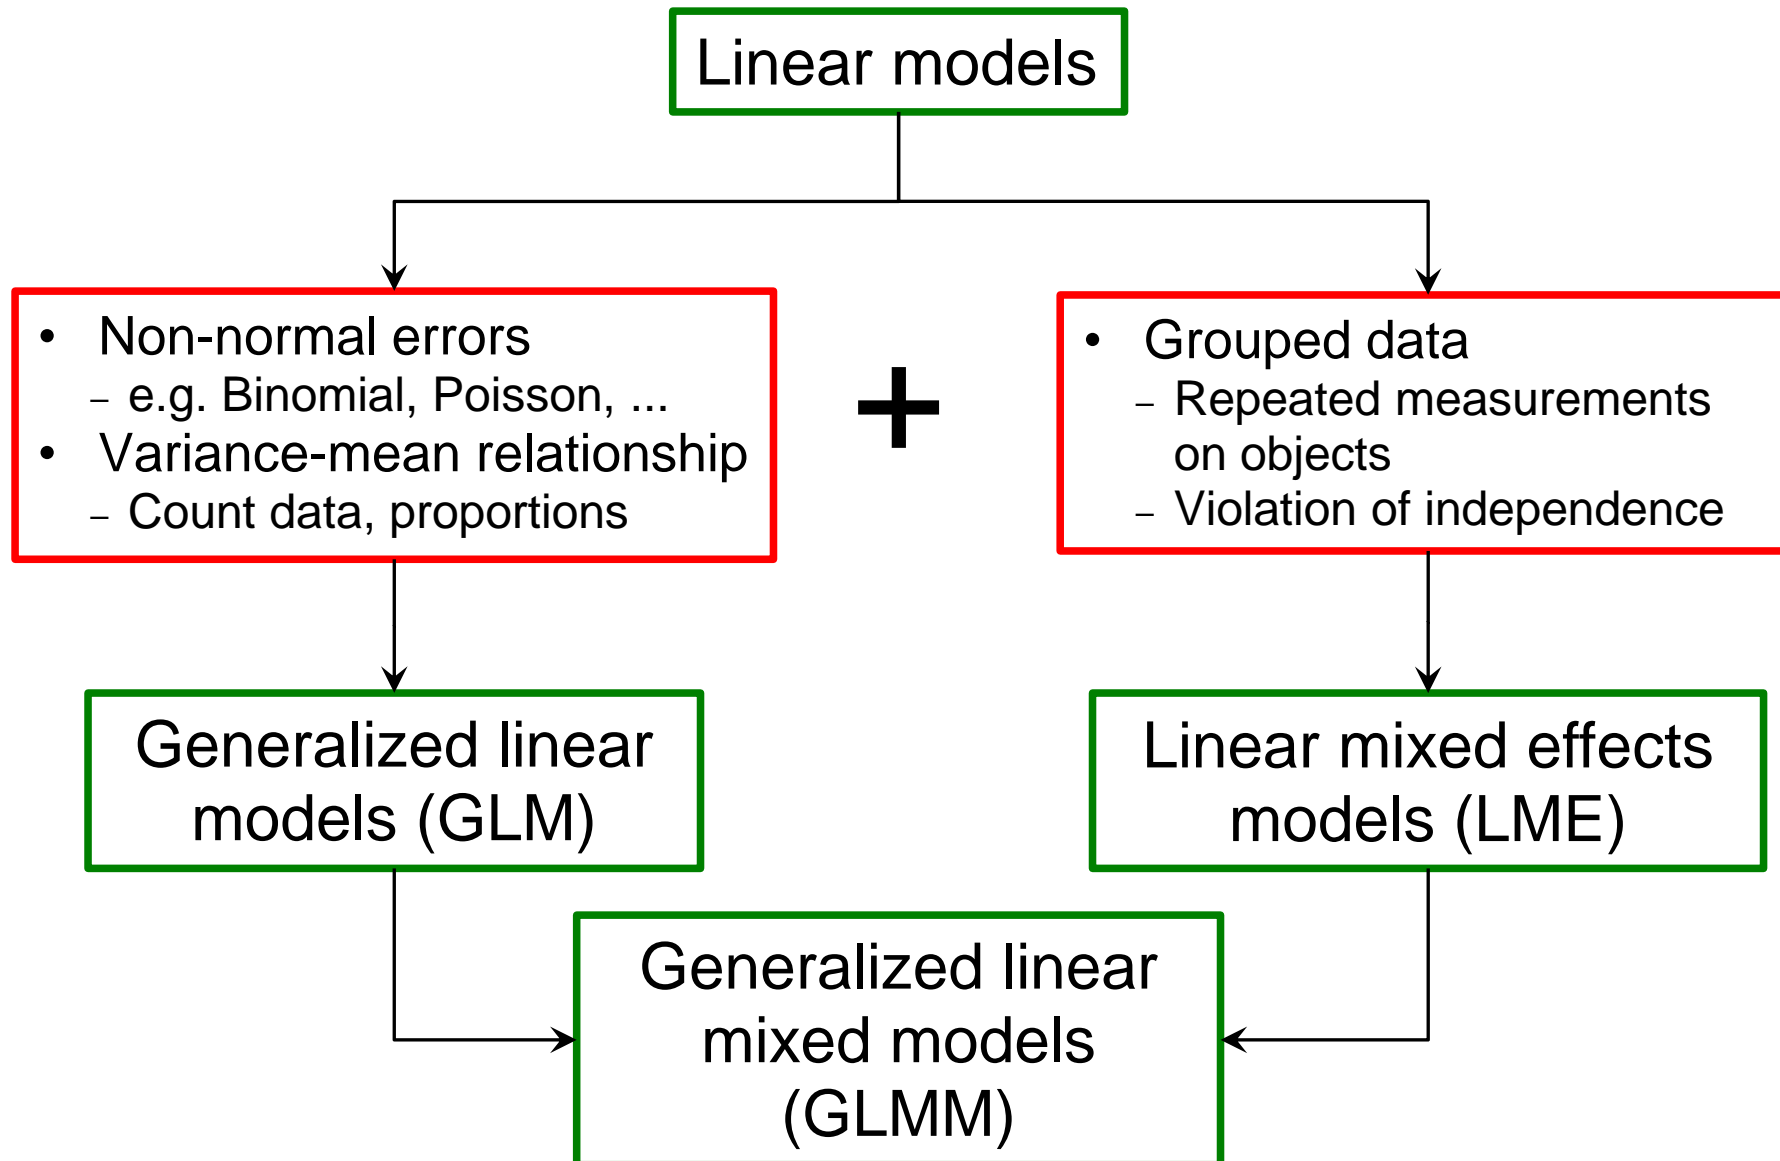 Linear models
• Non-normal errors
– e.g. Binomial, Poisson, ...
• Variance-mean relationship
– Count data, proportions
+
• Grouped data
– Repeated measurements
on objects
– Violation of independence
Generalized linear
models (GLM)
Linear mixed effects
models (LME)
Generalized linear
mixed models
(GLMM)